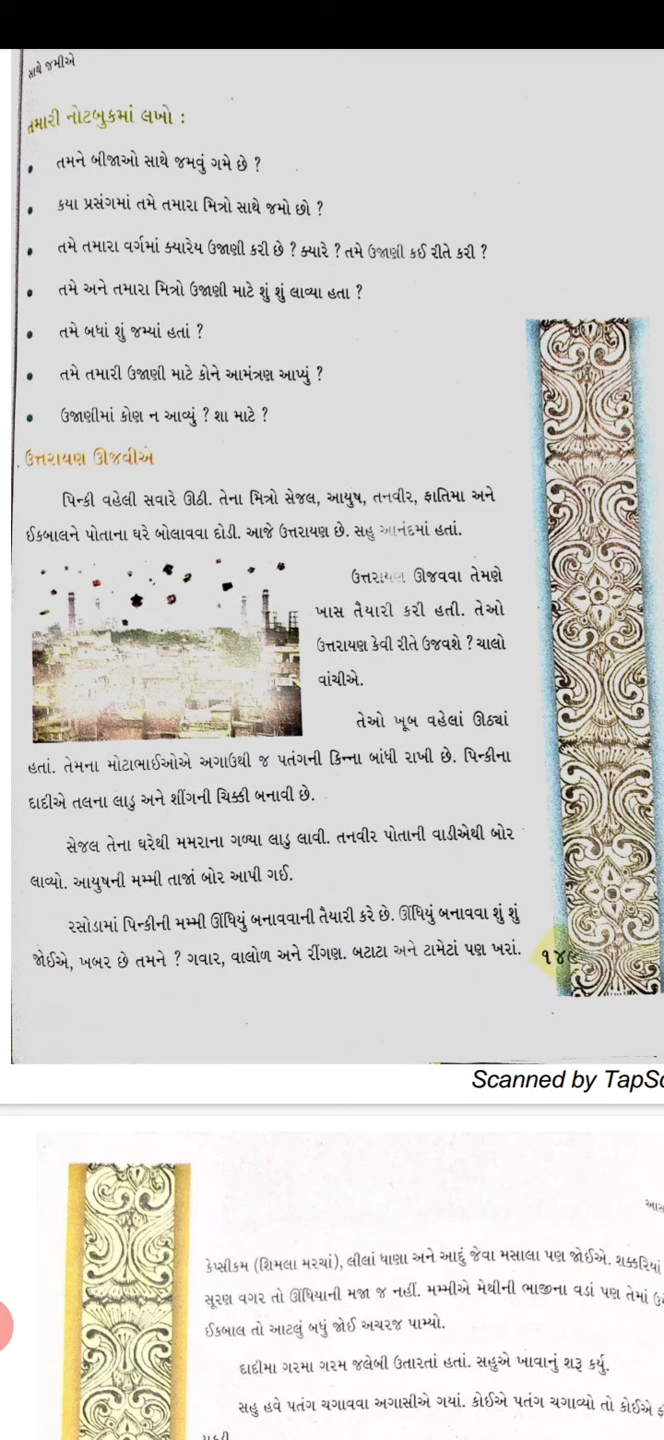 સાથે જમીએ
તમારી નોટબુકમાં લખો :
• તમને બીજાઓ સાથે જમવું ગમે છે ?
• કયા પ્રસંગમાં તમે તમારા મિત્રો સાથે જમો છો ?
• તમે તમારા વર્ગમાં ક્યારેય ઉજાણી કરી છે ? ક્યારે ? તમે ઉજાણી કઈ રીતે કરી ?
• તમે અને તમારા મિત્રો ઉજાણી માટે શું શું લાવ્યા હતા ?
• તમે બધાં શું જમ્યાં હતાં ?
• તમે તમારી ઉજાણી માટે કોને આમંત્રણ આપ્યું ?
• ઉજાણીમાં કોણ ન આવ્યું ? શા માટે ?
ઉત્તરાયણ ઊજવીએ
પિન્કી વહેલી સવારે ઊઠી. તેના મિત્રો સેજલ, આયુષ, તનવીર, ફાતિમા અને
ઈકબાલને પોતાના ઘરે બોલાવવા દોડી. આજે ઉત્તરાયણ છે. સહુ આનંદમાં હતાં.
ઉત્તરાયણ ઊજવવા તેમણે
ખાસ તૈયારી કરી હતી. તેઓ
ઉત્તરાયણ કેવી રીતે ઉજવશે ? ચાલો
વાંચીએ.
તેઓ ખૂબ વહેલાં ઊઠ્યાં
હતાં. તેમના મોટાભાઈઓએ અગાઉથી જ પતંગની કિન્ના બાંધી રાખી છે. પિન્કીના
દાદીએ તલના લાડુ અને શીંગની ચિક્કી બનાવી છે.
સેજલ તેના ઘરેથી મમરાના ગળ્યા લાડુ લાવી. તનવીર પોતાની વાડીએથી બોર
લાવ્યો. આયુષની મમ્મી તાજાં બોર આપી ગઈ.
રસોડામાં પિન્કીની મમ્મી ઊંધિયું બનાવવાની તૈયારી કરે છે. ઊંધિયું બનાવવા શું શું
જોઈએ, ખબર છે તમને ? ગવાર, વાલોળ અને રીંગણ. બટાટા અને ટામેટાં પણ ખરાં.
Scanned by
કેપ્સીકમ (શિમલા મરચાં), લીલાં ધાણા અને આદું જેવા મસાલા પણ જોઈએ. શક્કરિયાં
સૂરણ વગર તો ઊંધિયાની મજા જ નહીં. મમ્મીએ મેથીની ભાજીના વડાં પણ તેમાં
ઈકબાલ તો આટલું બધું જોઈ અચરજ પામ્યો.
દાદીમા ગરમા ગરમ જલેબી ઉતારતાં હતાં. સહુએ ખાવાનું શરૂ કર્યુ.
સહુ હવે પતંગ ચગાવવા અગાસીએ ગયાં. કોઈએ પતંગ ચગાવ્યો તો કોઈએ